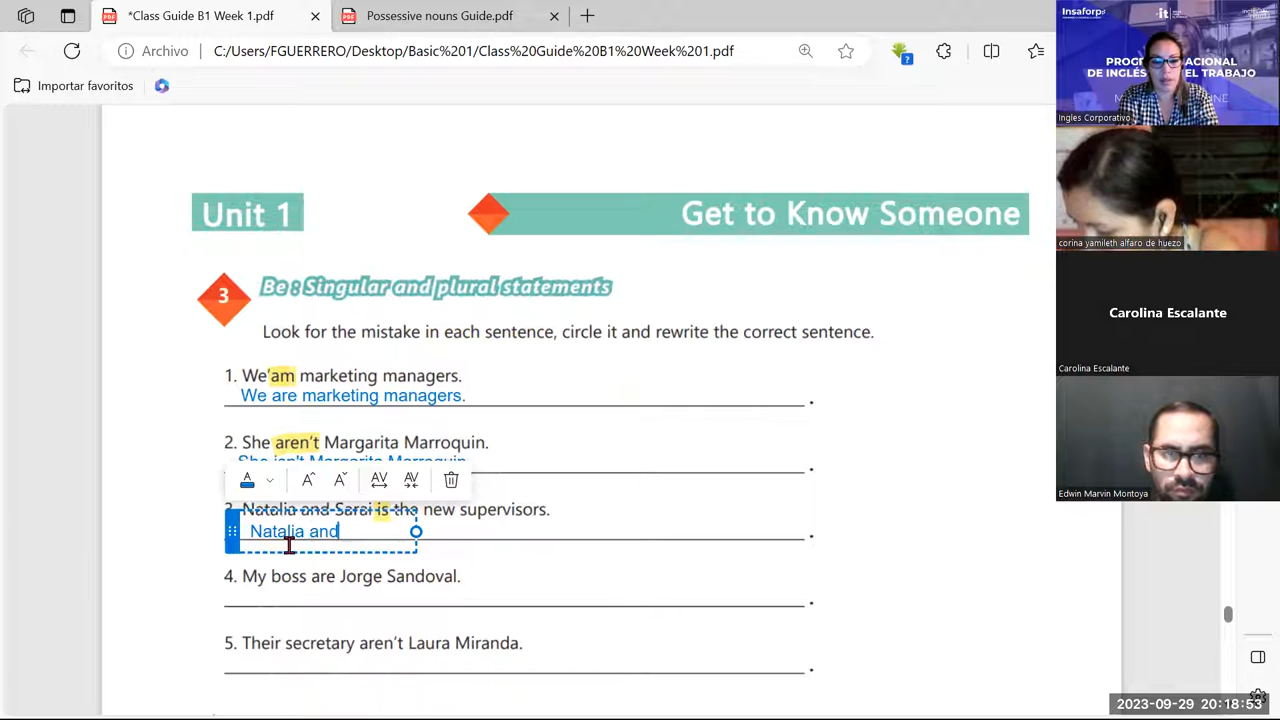 *Class Guide B1 Week 1.pdf
Possessive nouns Guide.pdf
Archivo
C:/Users/FGUERRERO/Desktop/Basic%201/Class%20Guide%20B1%20Week%201.pdf
Importar favoritos
Unit 1
Get to Know Someone
3
Be : Singular and plural statements
Look for the mistake in each sentence, circle it and rewrite the correct sentence.
1. We'am marketing managers.
We are marketing managers.
2. She aren't Margarita Marroquin.
She isn't Margarita Marroquin.
3. Natalia and Sarai is the new supervisors.
Natalia and
4. My boss are Jorge Sandoval.
5. Their secretary aren't Laura Miranda.
Insaforp
Ingles Corporativo
corina yamileth alfaro de huezo
Carolina Escalante
Carolina Escalante
Edwin Marvin Montoya
2023-09-29 20:18:53